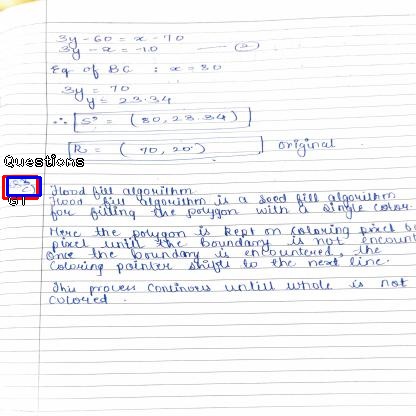 3y - 60 = x - 70
3y - x = -10 ②
Eq of BC : x = 80
3y = 70
y = 23.34
∴ [S' = (80, 23.34)]
[R = (70, 20)] original
Questions
Flood fill algorithm
Flood fill algorithm is a seed fill algorithm
for filling the polygon with a single color.
Here the polygon is kept on coloring pixel by
pixel until the boundary is not encount
Once the boundary is encountered, the
coloring pointer shifts to the next line.
This process continous untill whole is not
colored.